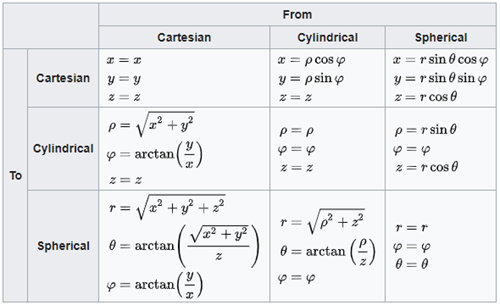 From
Cartesian Cylindrical Spherical
To
Cartesian
x = x
y = y
z = z
x = ρ cos φ
y = ρ sin φ
z = z
x = r sin θ cos φ
y = r sin θ sin φ
z = r cos θ
Cylindrical
ρ = √(x² + y²)
φ = arctan(y/x)
z = z
ρ = ρ
φ = φ
z = z
ρ = r sin θ
φ = φ
z = r cos θ
Spherical
r = √(x² + y² + z²)
θ = arctan(√(x² + y²)/z)
φ = arctan(y/x)
r = √(ρ² + z²)
θ = arctan(ρ/z)
φ = φ
r = r
φ = φ
θ = θ